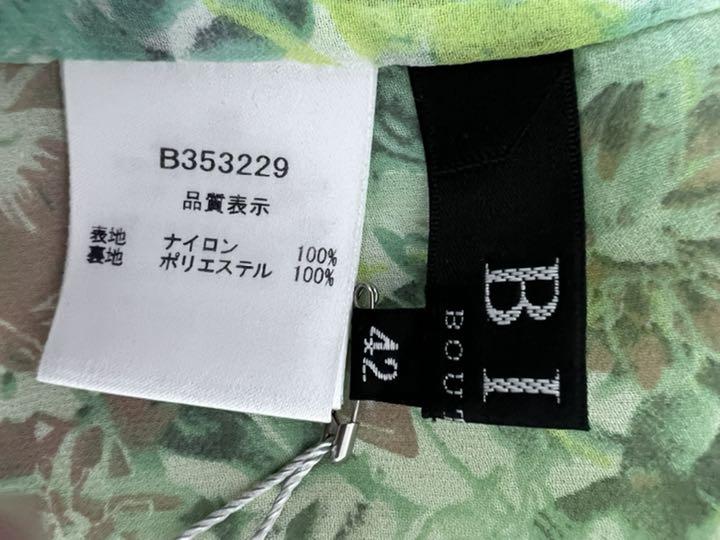 B353229
品質表示
表地 ナイロン 100%
裏地 ポリエステル 100%
42
BI
BOUT